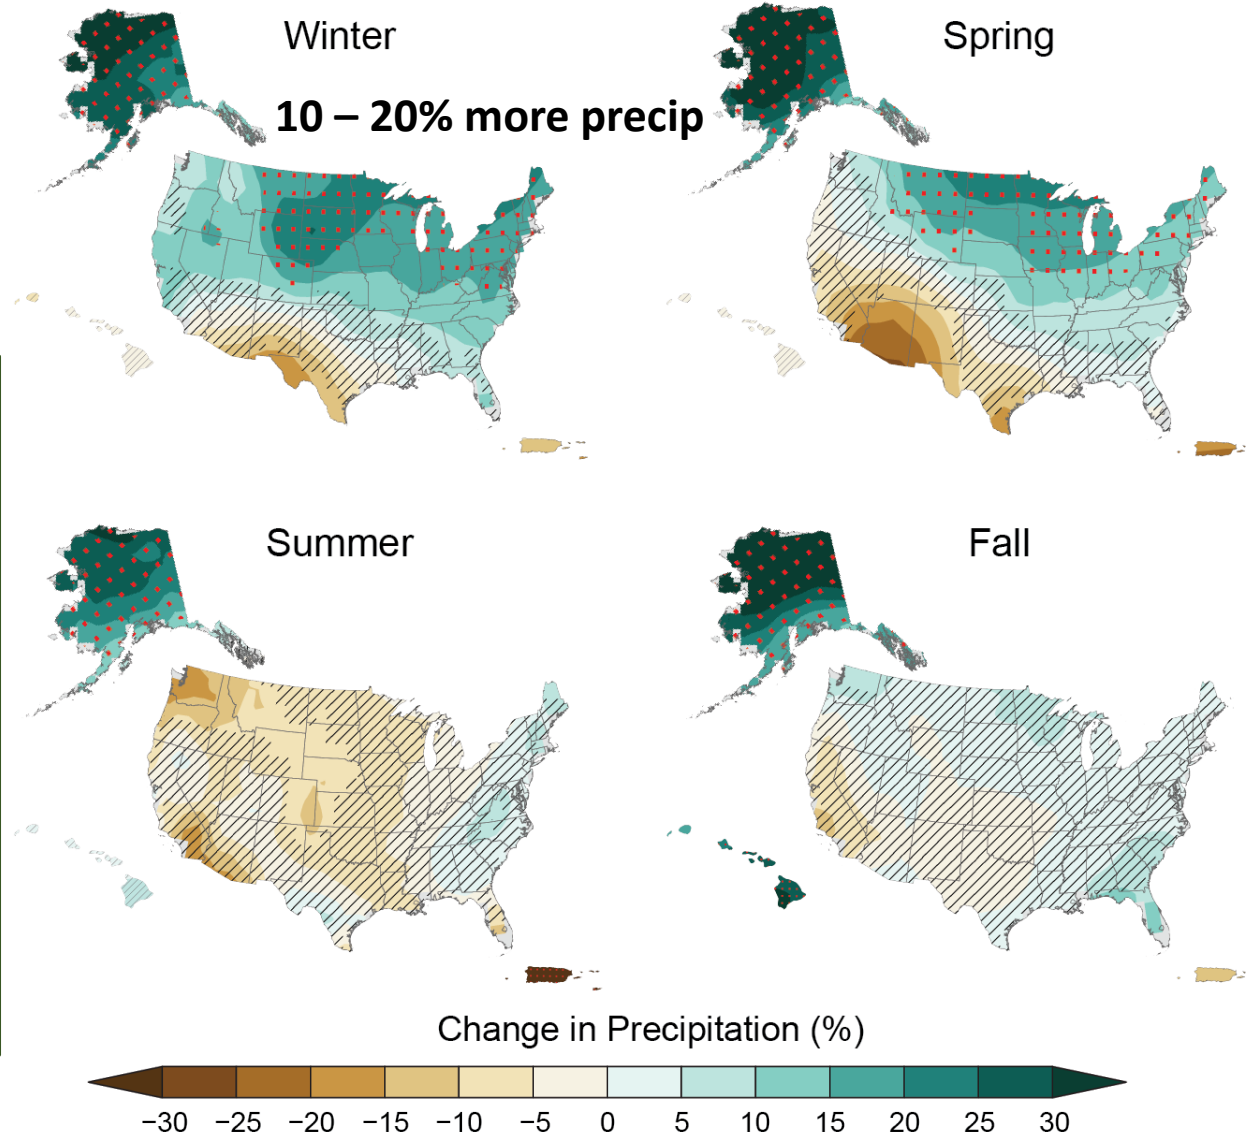 Winter
Spring
10 – 20% more precip
Summer
Fall
Change in Precipitation (%)
−30 −25 −20 −15 −10 −5 0 5 10 15 20 25 30